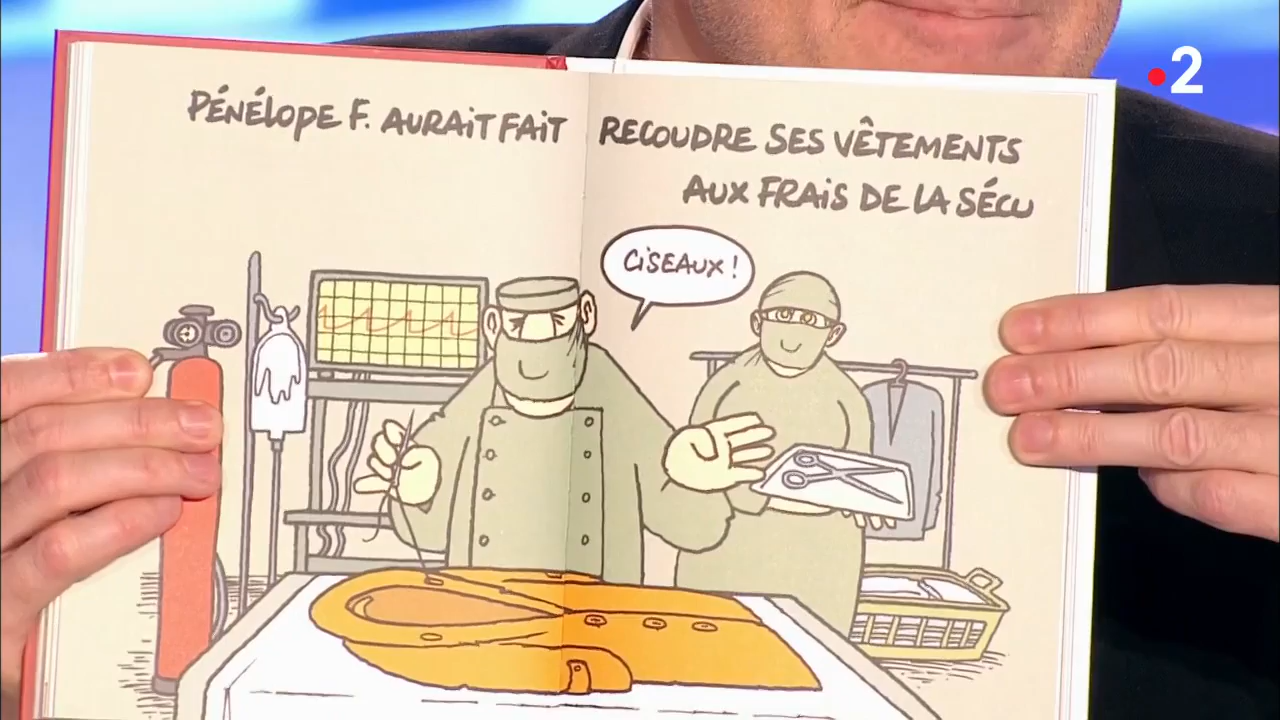 PÉNÉLOPE F. AURAIT FAIT RECOUDRE SES VÊTEMENTS
AUX FRAIS DE LA SÉCU
CISEAUX !
2